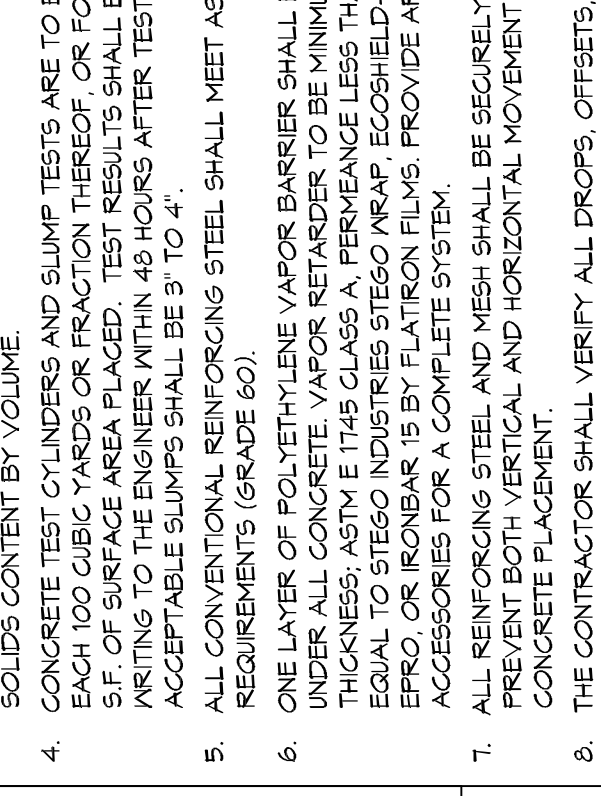 SOLIDS CONTENT BY VOLUME.
4. CONCRETE TEST CYLINDERS AND SLUMP TESTS ARE TO
EACH 100 CUBIC YARDS OR FRACTION THEREOF, OR FO
S.F. OF SURFACE AREA PLACED. TEST RESULTS SHALL
WRITING TO THE ENGINEER WITHIN 48 HOURS AFTER TEST
ACCEPTABLE SLUMPS SHALL BE 3" TO 4".
5. ALL CONVENTIONAL REINFORCING STEEL SHALL MEET AS
REQUIREMENTS (GRADE 60).
6. ONE LAYER OF POLYETHYLENE VAPOR BARRIER SHALL
UNDER ALL CONCRETE. VAPOR RETARDER TO BE MINIMU
THICKNESS; ASTM E 1745 CLASS A, PERMEANCE LESS THA
EQUAL TO STEGO INDUSTRIES STEGO WRAP, ECOSHIELD-
EPRO, OR IRONBAR 15 BY FLATIRON FILMS. PROVIDE
ACCESSORIES FOR A COMPLETE SYSTEM.
7. ALL REINFORCING STEEL AND MESH SHALL BE SECURELY
PREVENT BOTH VERTICAL AND HORIZONTAL MOVEMENT
CONCRETE PLACEMENT.
8. THE CONTRACTOR SHALL VERIFY ALL DROPS, OFFSETS,